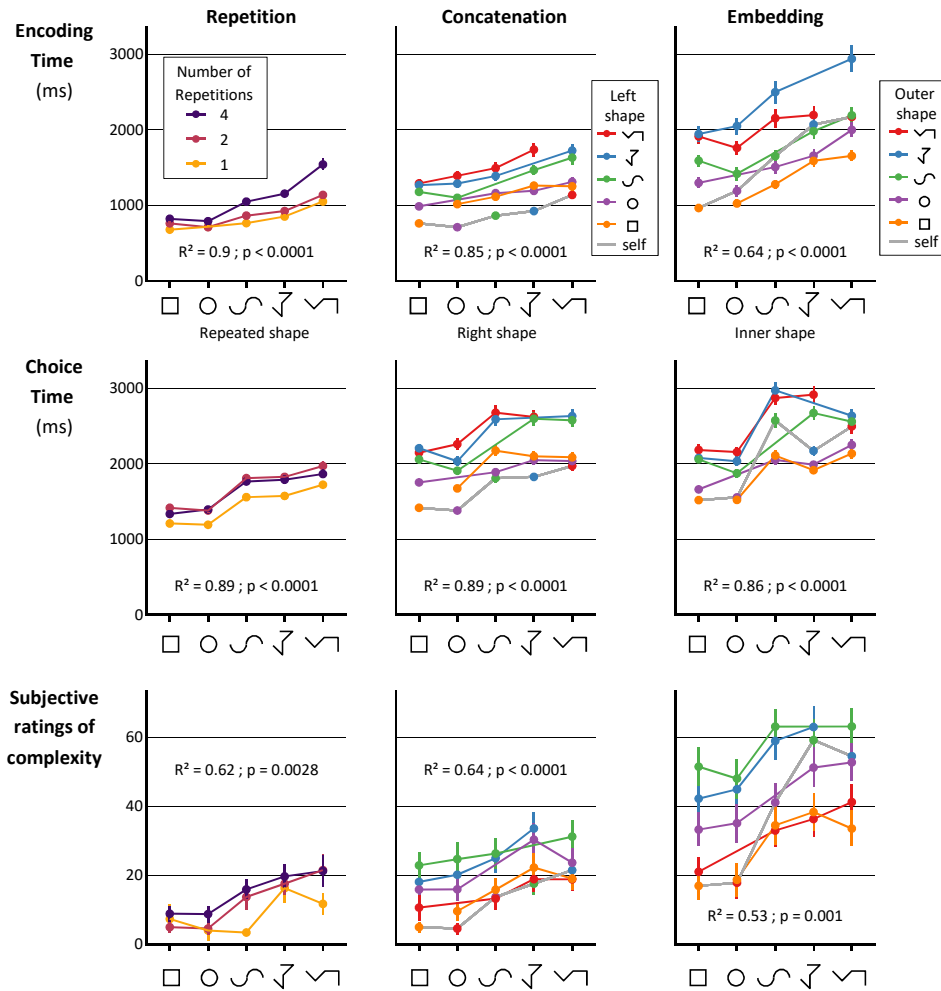 Repetition
Concatenation
Embedding
Encoding
Time
(ms)
3000
2000
1000
0
Number of
Repetitions
4
2
1
R² = 0.9 ; p < 0.0001
Repeated shape
R² = 0.85 ; p < 0.0001
Right shape
Left
shape
self
R² = 0.64 ; p < 0.0001
Inner shape
Outer
shape
self
Choice
Time
(ms)
3000
2000
1000
0
R² = 0.89 ; p < 0.0001
R² = 0.89 ; p < 0.0001
R² = 0.86 ; p < 0.0001
Subjective
ratings of
complexity
60
40
20
0
R² = 0.62 ; p = 0.0028
R² = 0.64 ; p < 0.0001
R² = 0.53 ; p = 0.001